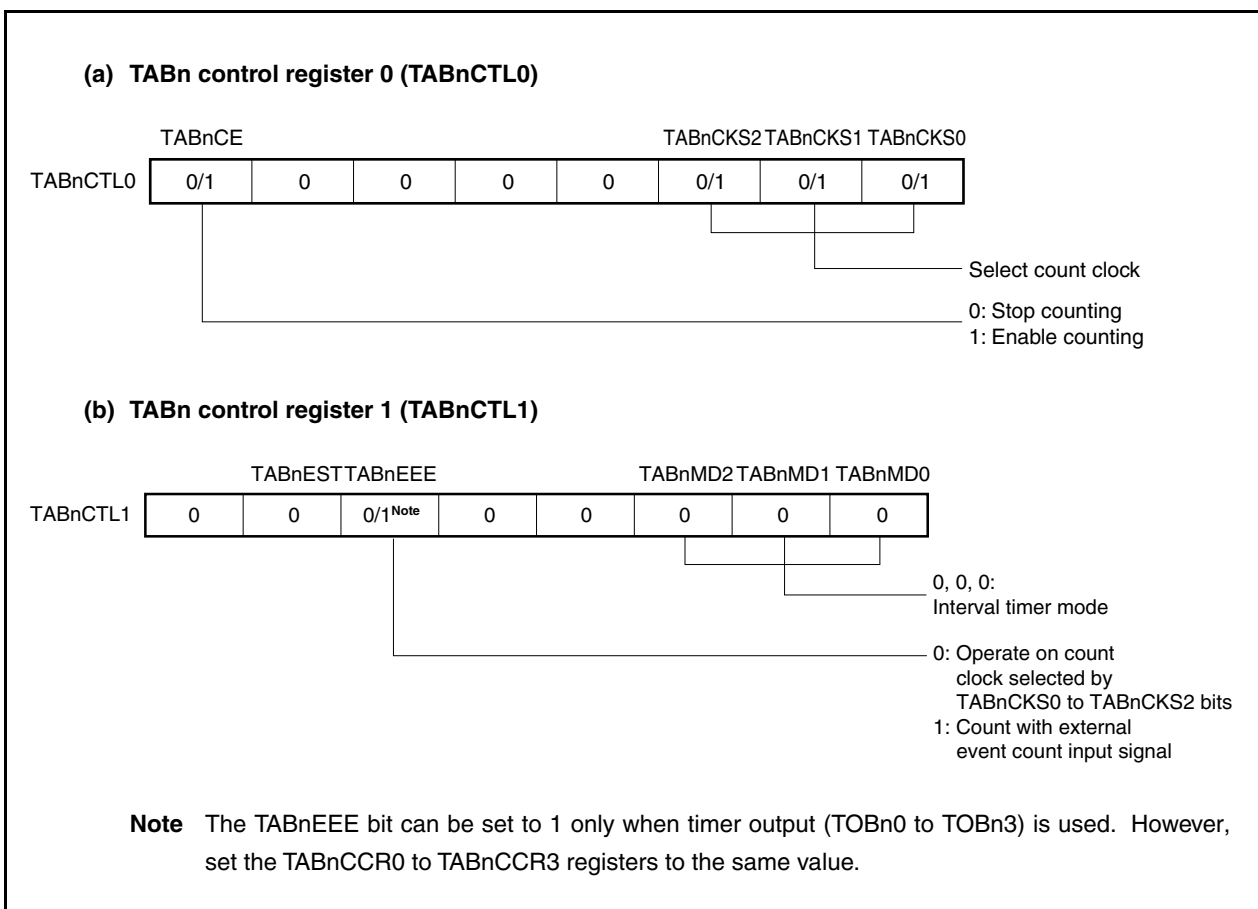 (a) TABn control register 0 (TABnCTL0)
TABnCE TABnCKS2 TABnCKS1 TABnCKS0
TABnCTL0 0/1 0 0 0 0 0/1 0/1 0/1
Select count clock
0: Stop counting
1: Enable counting
(b) TABn control register 1 (TABnCTL1)
TABnEST TABnEEE TABnMD2 TABnMD1 TABnMD0
TABnCTL1 0 0 0/1Note 0 0 0 0 0
0, 0, 0:
Interval timer mode
0: Operate on count
clock selected by
TABnCKS0 to TABnCKS2 bits
1: Count with external
event count input signal
Note The TABnEEE bit can be set to 1 only when timer output (TOBn0 to TOBn3) is used. However,
set the TABnCCR0 to TABnCCR3 registers to the same value.